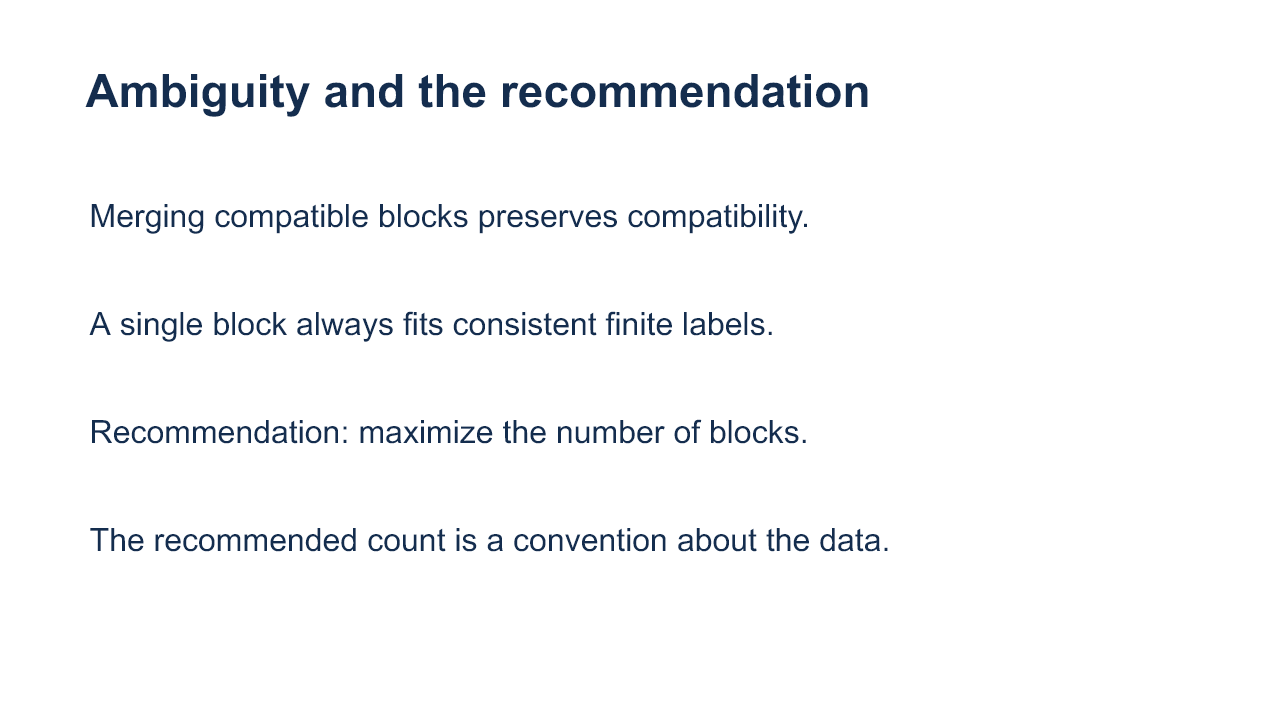 Ambiguity and the recommendation
Merging compatible blocks preserves compatibility.
A single block always fits consistent finite labels.
Recommendation: maximize the number of blocks.
The recommended count is a convention about the data.